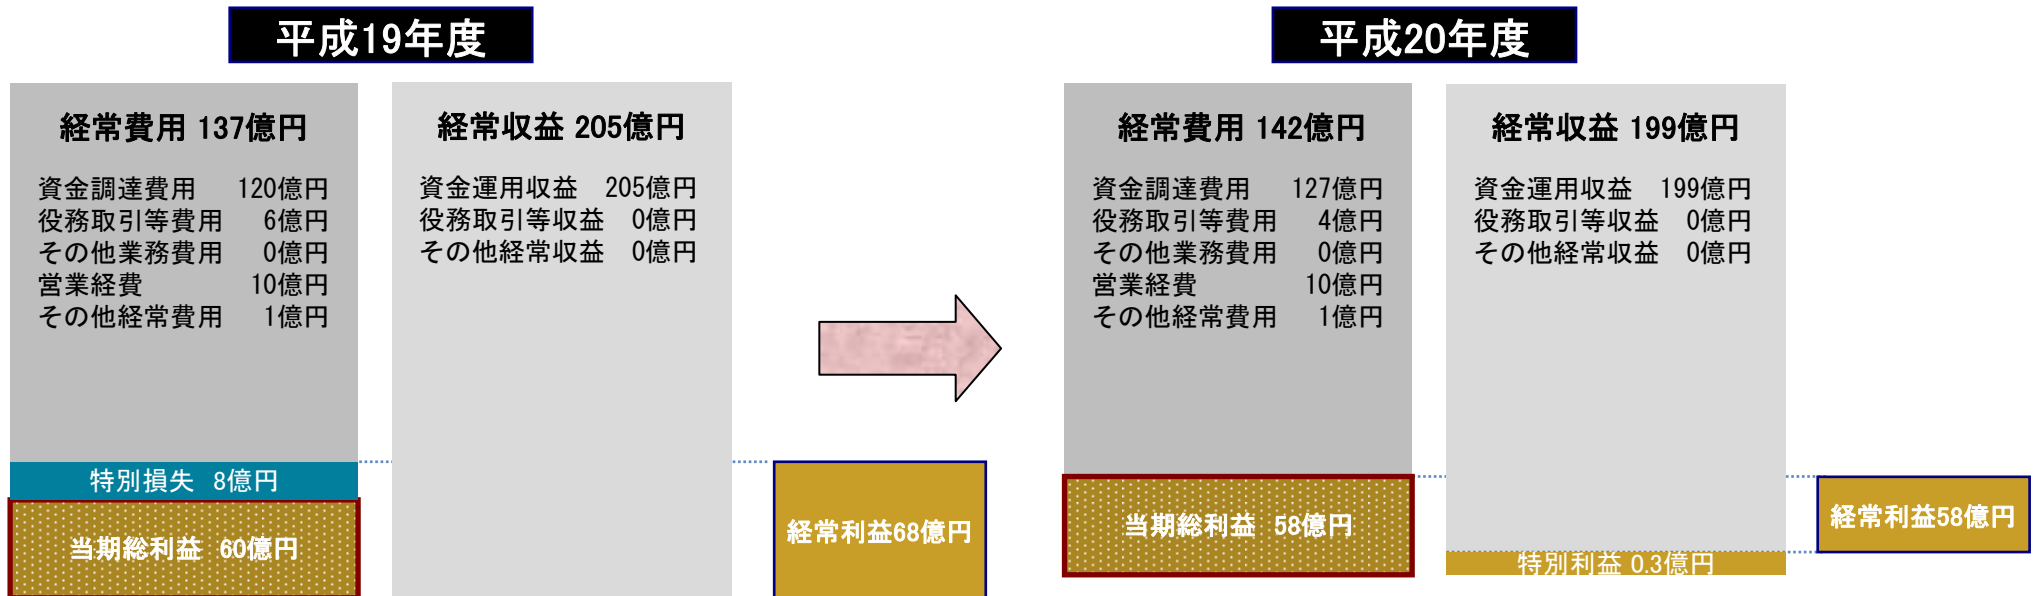 平成19年度
経常費用 137億円
資金調達費用 120億円
役務取引等費用 6億円
その他業務費用 0億円
営業経費 10億円
その他経常費用 1億円
特別損失 8億円
当期総利益 60億円
経常収益 205億円
資金運用収益 205億円
役務取引等収益 0億円
その他経常収益 0億円
経常利益68億円
平成20年度
経常費用 142億円
資金調達費用 127億円
役務取引等費用 4億円
その他業務費用 0億円
営業経費 10億円
その他経常費用 1億円
当期総利益 58億円
経常収益 199億円
資金運用収益 199億円
役務取引等収益 0億円
その他経常収益 0億円
特別利益 0.3億円
経常利益58億円